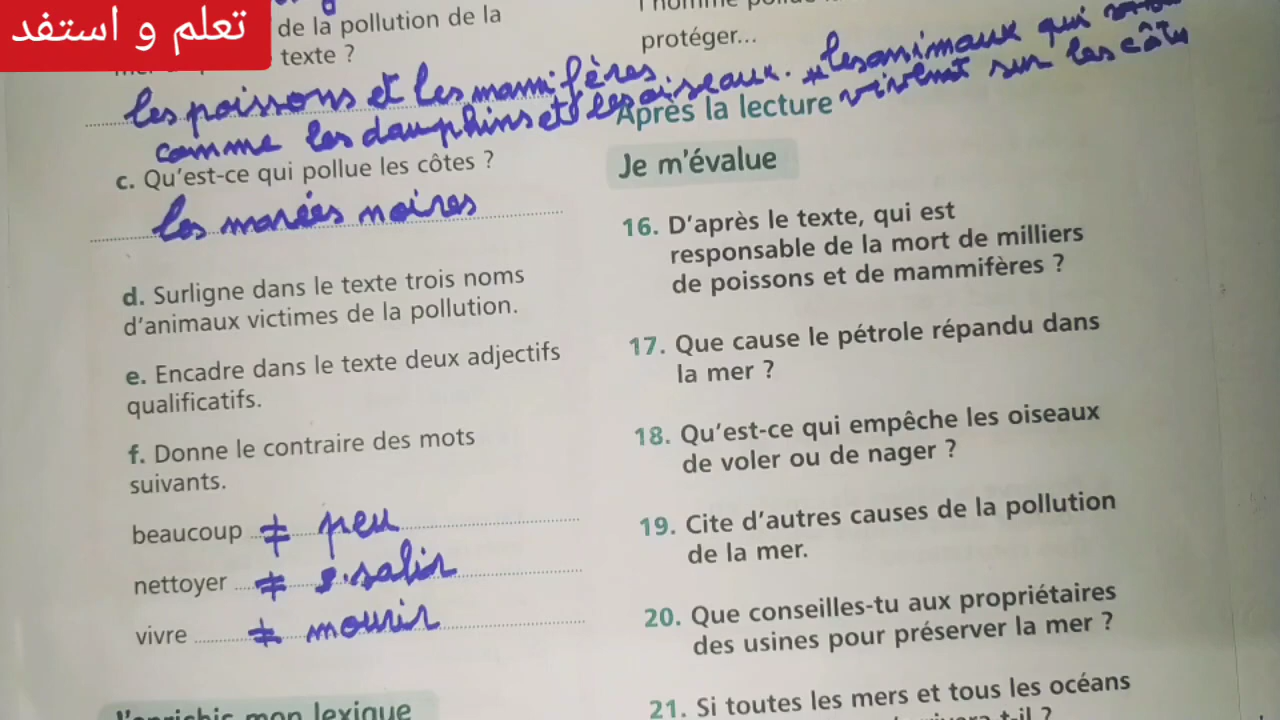 تعلم و استفد
de la pollution de la
texte ?
les poissons et les mammifères
comme les dauphins et les oiseaux. les animaux qui
vivent sur les côtes
c. Qu'est-ce qui pollue les côtes ?
les marées noires
d. Surligne dans le texte trois noms
d'animaux victimes de la pollution.
e. Encadre dans le texte deux adjectifs
qualificatifs.
f. Donne le contraire des mots
suivants.
beaucoup ≠ peu
nettoyer ≠ salir
vivre ≠ mourir
J'enrichis mon lexique
protéger...
Après la lecture
Je m'évalue
16. D'après le texte, qui est
responsable de la mort de milliers
de poissons et de mammifères ?
17. Que cause le pétrole répandu dans
la mer ?
18. Qu'est-ce qui empêche les oiseaux
de voler ou de nager ?
19. Cite d'autres causes de la pollution
de la mer.
20. Que conseilles-tu aux propriétaires
des usines pour préserver la mer ?
21. Si toutes les mers et tous les océans